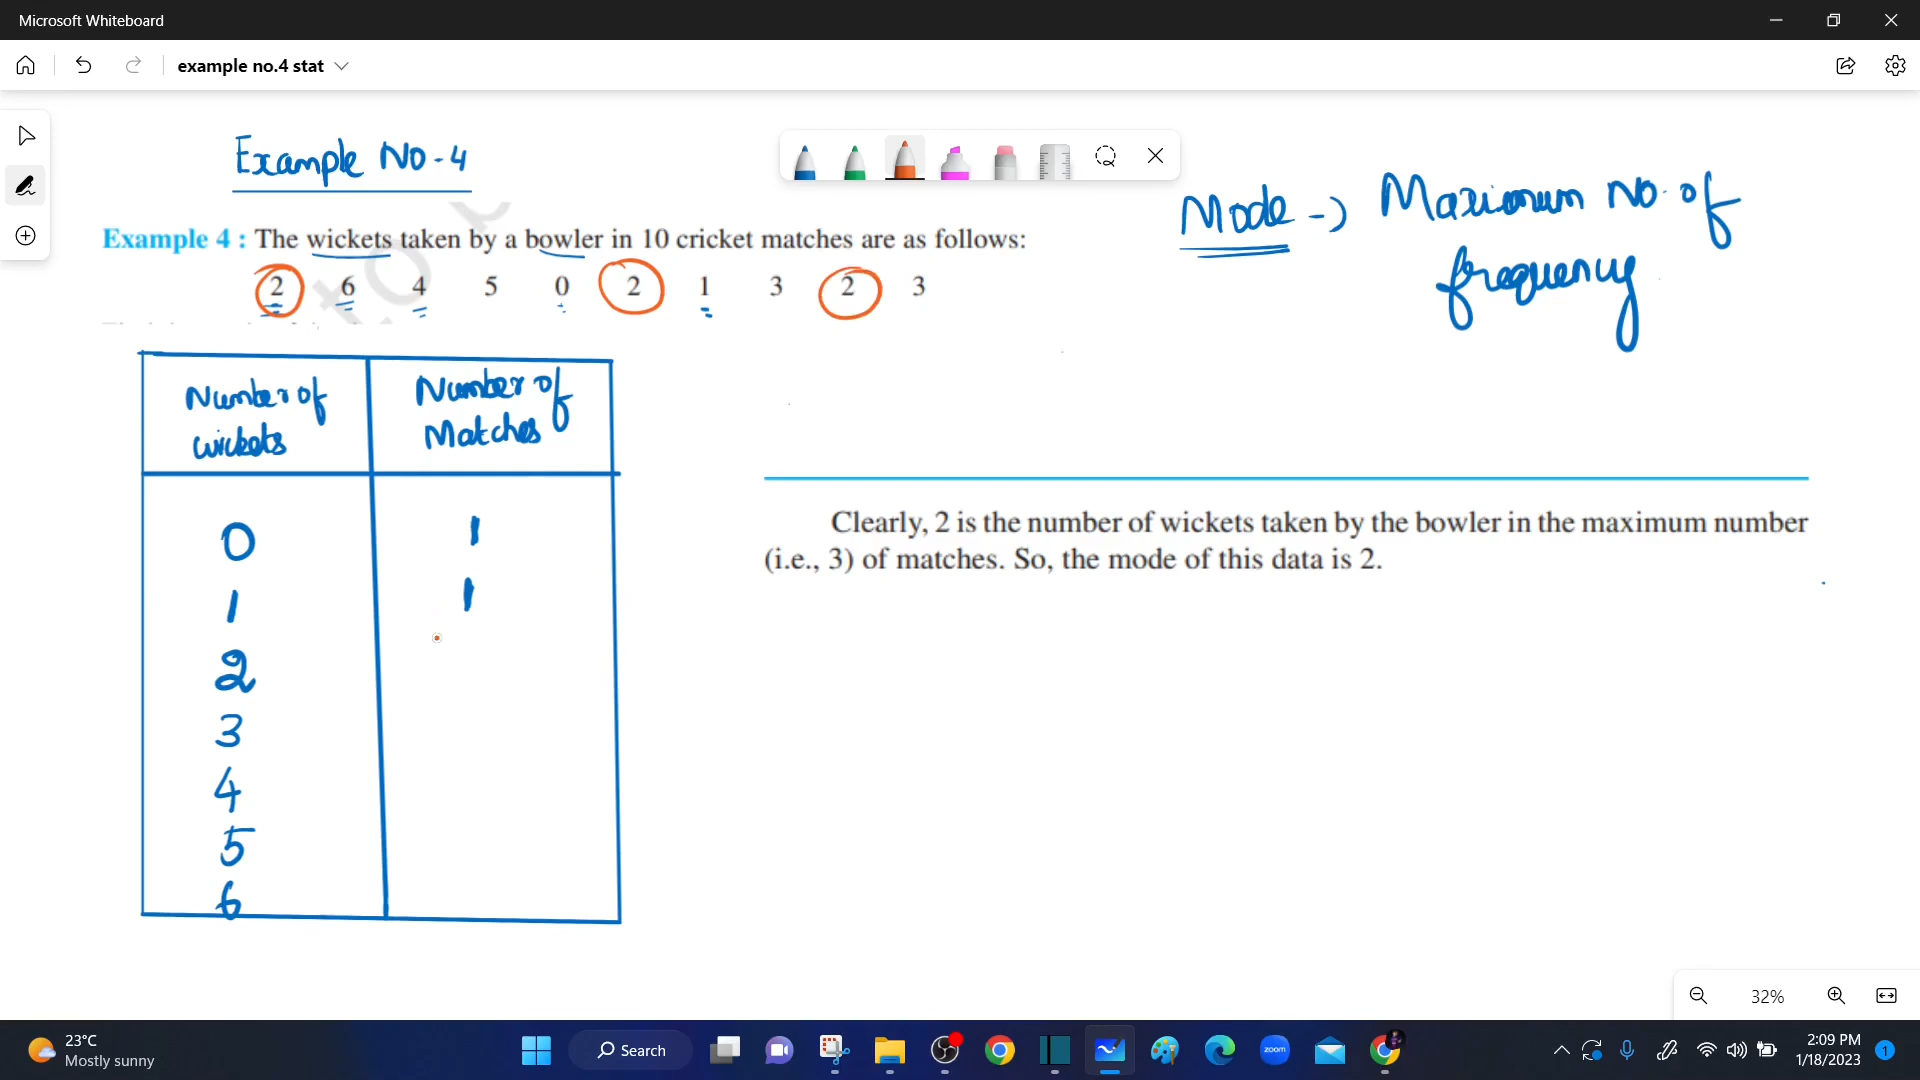 Microsoft Whiteboard
example no.4 stat
Example No-4
Example 4 : The wickets taken by a bowler in 10 cricket matches are as follows:
2 6 4 5 0 2 1 3 2 3
Mode -> Maximum No. of
frequency
Number of
wickets
Number of
Matches
0 1
1 1
2
3
4
5
6
Clearly, 2 is the number of wickets taken by the bowler in the maximum number
(i.e., 3) of matches. So, the mode of this data is 2.
32%
23°C
Mostly sunny
Search
zoom
2:09 PM
1/18/2023
1